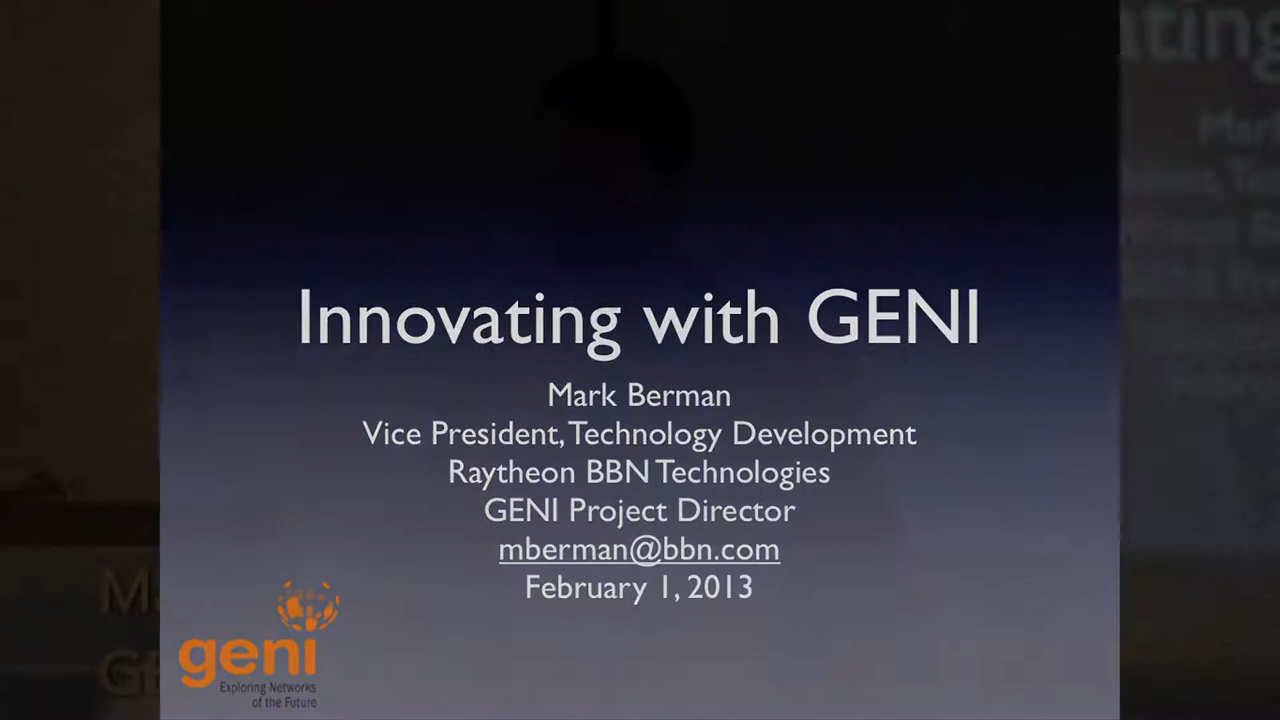 Innovating with GENI
Mark Berman
Vice President, Technology Development
Raytheon BBN Technologies
GENI Project Director
mberman@bbn.com
February 1, 2013
geni
Exploring Networks
of the Future